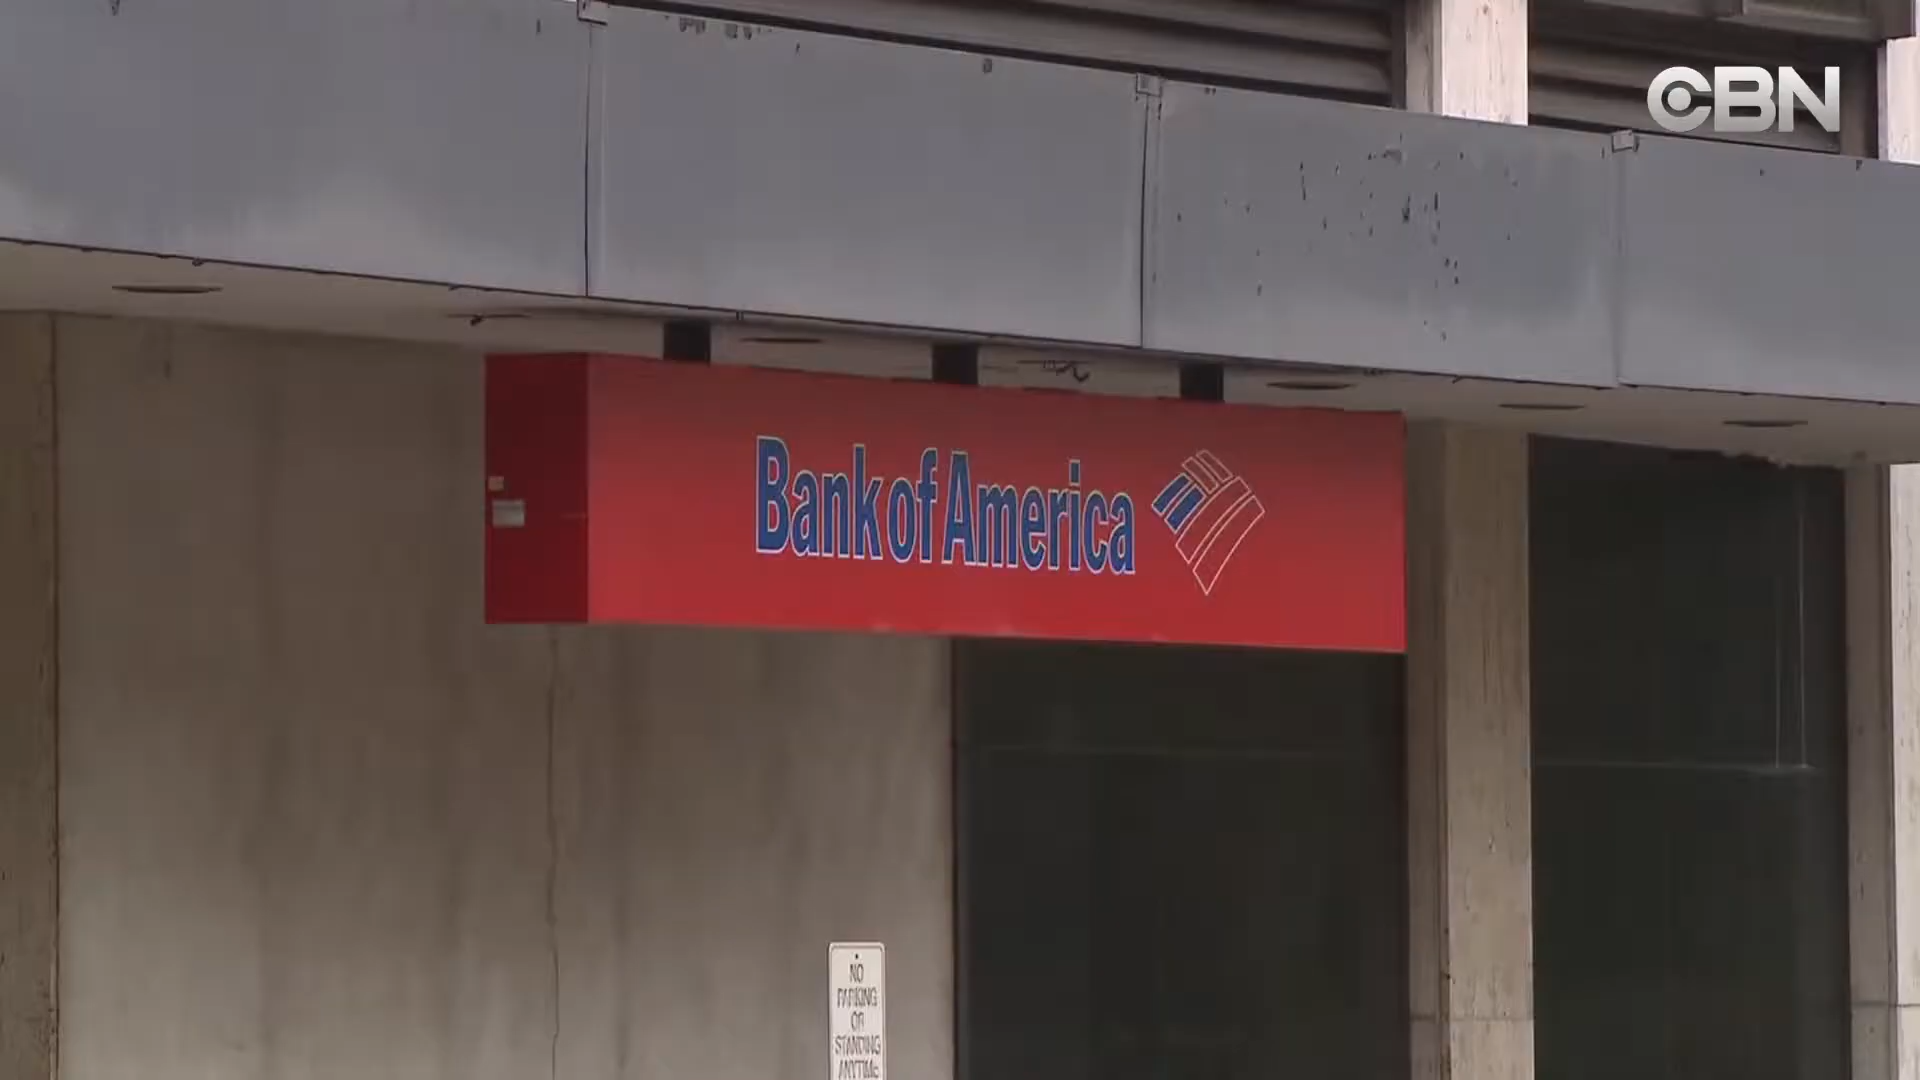 CBN
Bank of America
NO
PARKING
OR
STANDING
ANYTIME